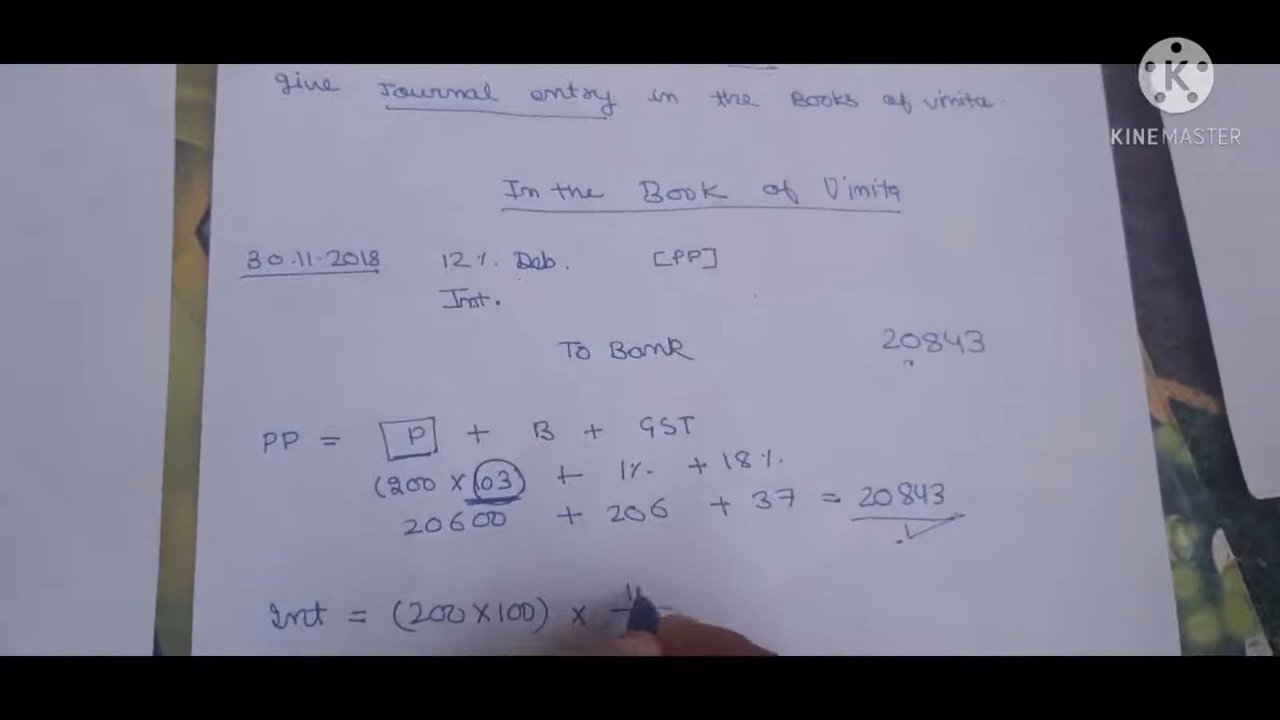 give Journal entry in the Books of vinita.
KINEMASTER
In the Book of Vinita
30.11.2018 12%. Deb. [PP]
Int.
To Bank 20843
PP = P + B + GST
(200 × 103 + 1%. + 18%.
20600 + 206 + 37 = 20843
Int = (200×100) ×